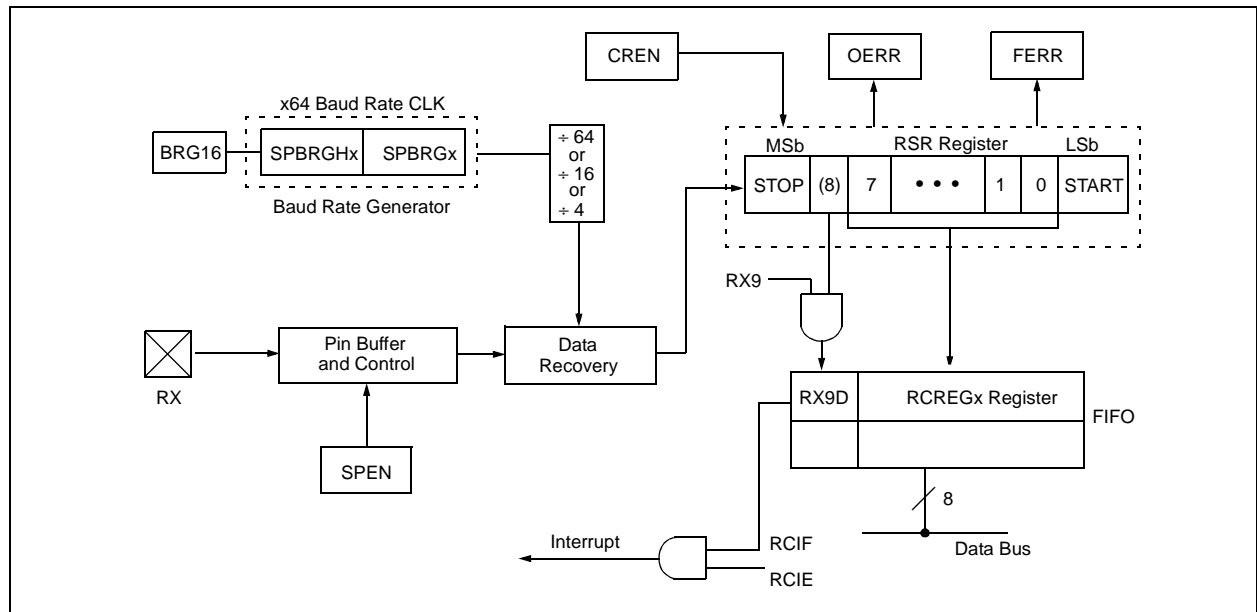 CREN
OERR
FERR
x64 Baud Rate CLK
BRG16
SPBRGHx
SPBRGx
Baud Rate Generator
÷ 64
or
÷ 16
or
÷ 4
MSb
RSR Register
LSb
STOP
(8)
7
• • •
1
0
START
RX9
RX
Pin Buffer
and Control
Data
Recovery
SPEN
RX9D
RCREGx Register
FIFO
8
Data Bus
Interrupt
RCIF
RCIE